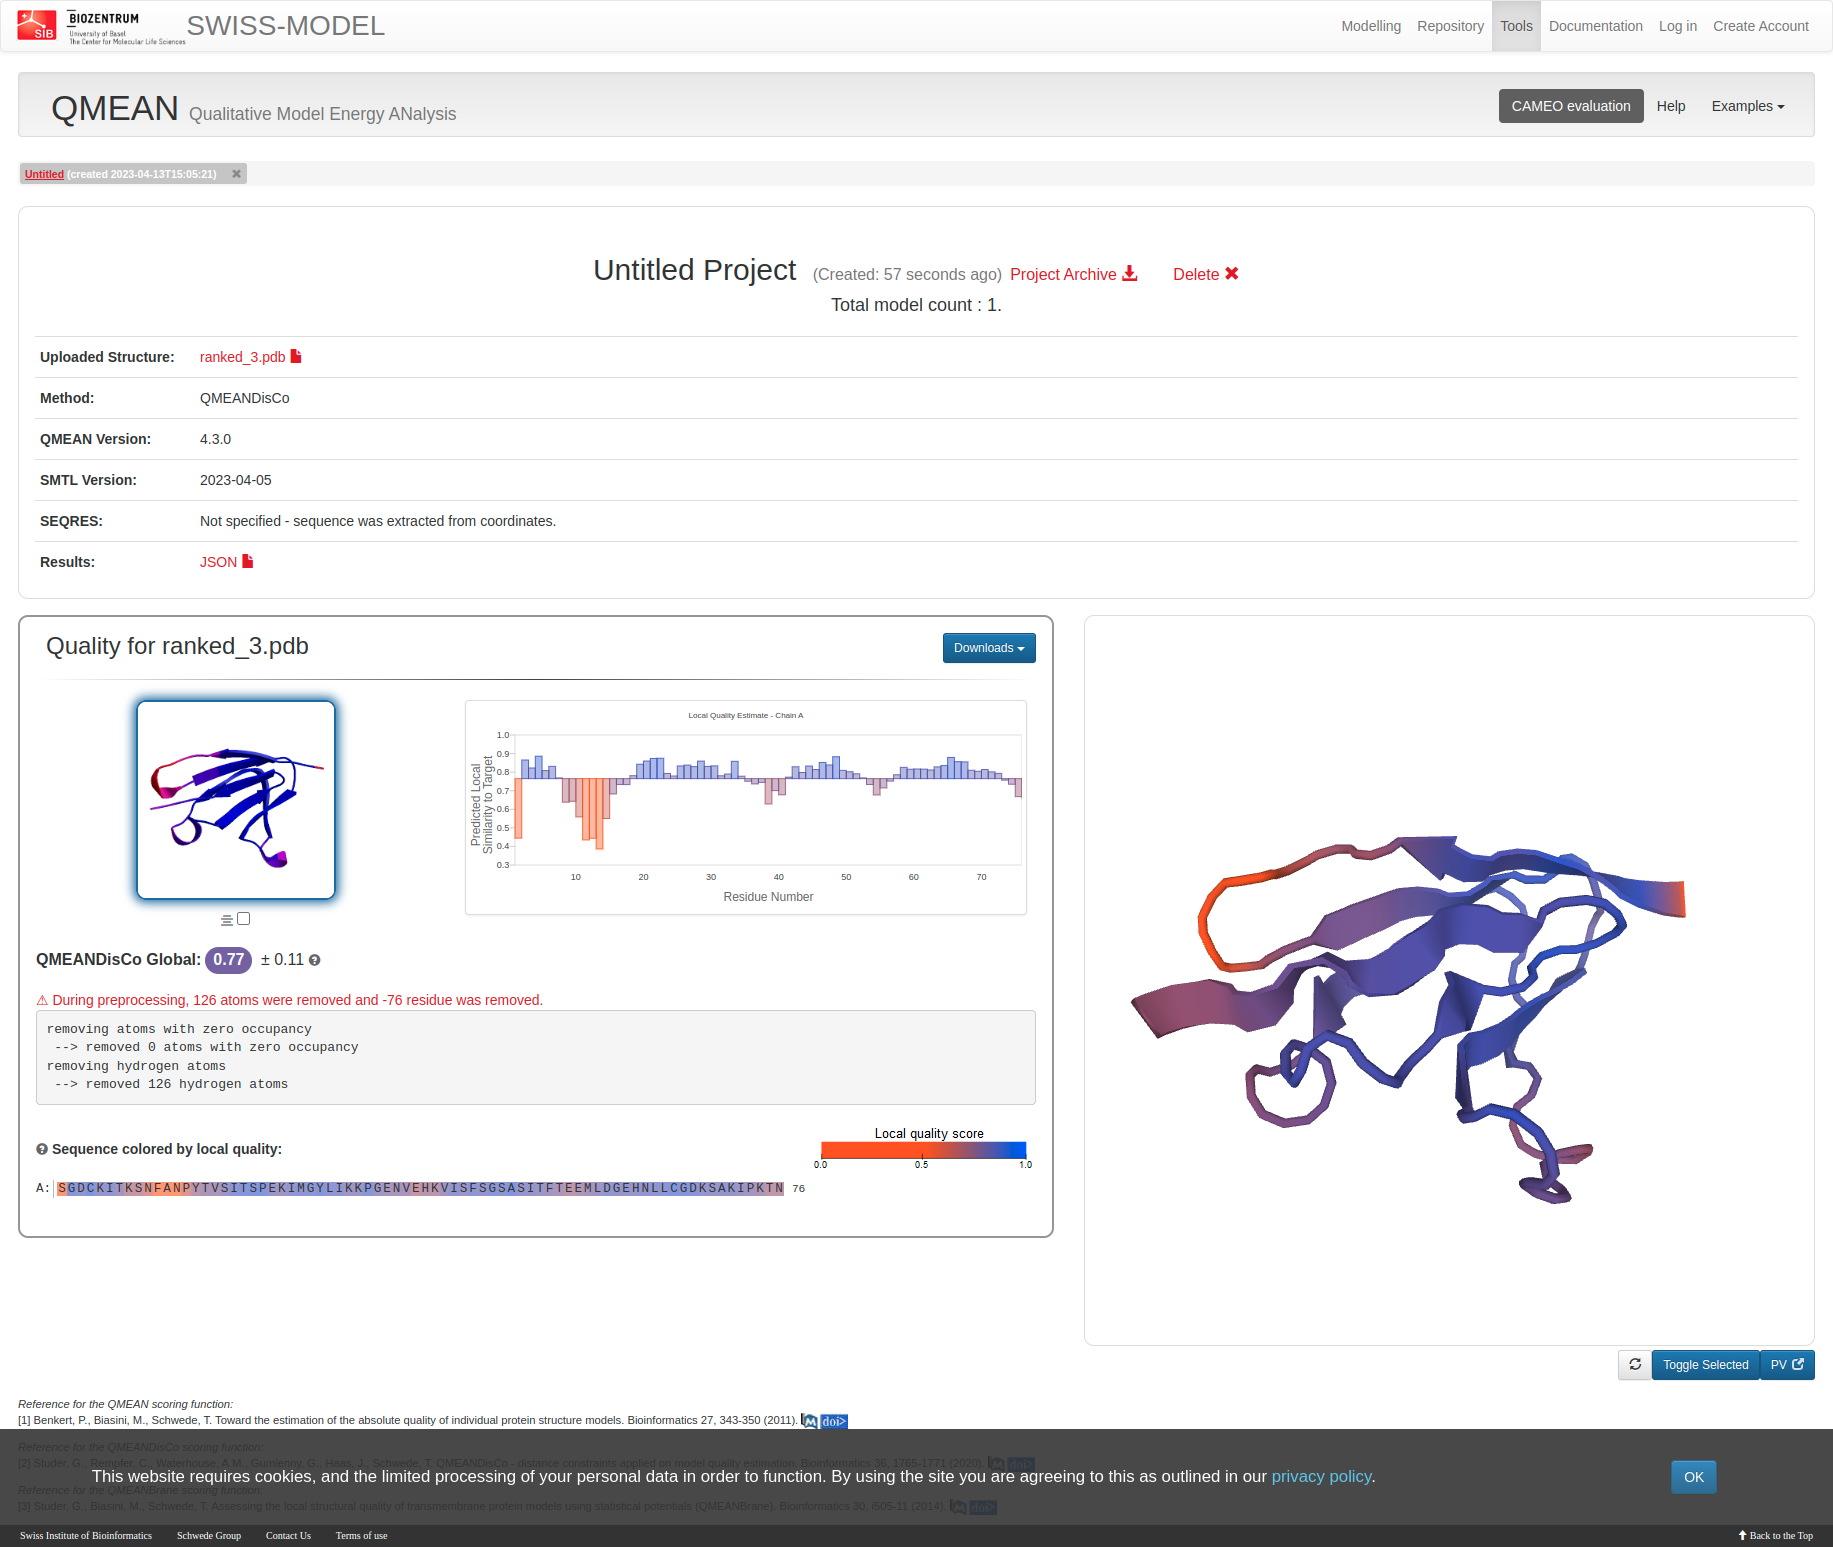 SIB
BIOZENTRUM
University of Basel
The Center for Molecular Life Sciences
SWISS-MODEL
Modelling Repository Tools Documentation Log in Create Account
QMEAN Qualitative Model Energy ANAlysis
CAMEO evaluation Help Examples
Untitled (created 2023-04-13T15:05:21)
Untitled Project (Created: 57 seconds ago) Project Archive Delete
Total model count : 1.
Uploaded Structure: ranked_3.pdb
Method: QMEANDisCo
QMEAN Version: 4.3.0
SMTL Version: 2023-04-05
SEQRES: Not specified - sequence was extracted from coordinates.
Results: JSON
Quality for ranked_3.pdb
Downloads
Local Quality Estimate - Chain A
Predicted Local
Similarity to Target
1.0
0.9
0.8
0.7
0.6
0.5
0.4
0.3
10 20 30 40 50 60 70
Residue Number
QMEANDisCo Global: 0.77 ± 0.11
⚠ During preprocessing, 126 atoms were removed and -76 residue was removed.
removing atoms with zero occupancy
--> removed 0 atoms with zero occupancy
removing hydrogen atoms
--> removed 126 hydrogen atoms
Sequence colored by local quality:
Local quality score
0.0 0.5 1.0
A: SGDCKITKSNFANPYTVSITSPEKIMGYLIKKPGENVEHKVISFSGSASITFTEEMLDGEHNLLCGDKSAKIPKTN 76
Toggle Selected PV
Reference for the QMEAN scoring function:
[1] Benkert, P., Biasini, M., Schwede, T. Toward the estimation of the absolute quality of individual protein structure models. Bioinformatics 27, 343-350 (2011). M doi>
Reference for the QMEANDisCo scoring function:
[2] Studer, G., Rempfer, C., Waterhouse, A.M., Gumienny, G., Haas, J., Schwede, T. QMEANDisCo - distance constraints applied on model quality estimation. Bioinformatics 36, 1765-1771 (2020). M doi>
This website requires cookies, and the limited processing of your personal data in order to function. By using the site you are agreeing to this as outlined in our privacy policy.
OK
Reference for the QMEANBrane scoring function:
[3] Studer, G., Biasini, M., Schwede, T. Assessing the local structural quality of transmembrane protein models using statistical potentials (QMEANBrane). Bioinformatics 30, i505-11 (2014). M doi>
Swiss Institute of Bioinformatics Schwede Group Contact Us Terms of use
Back to the Top